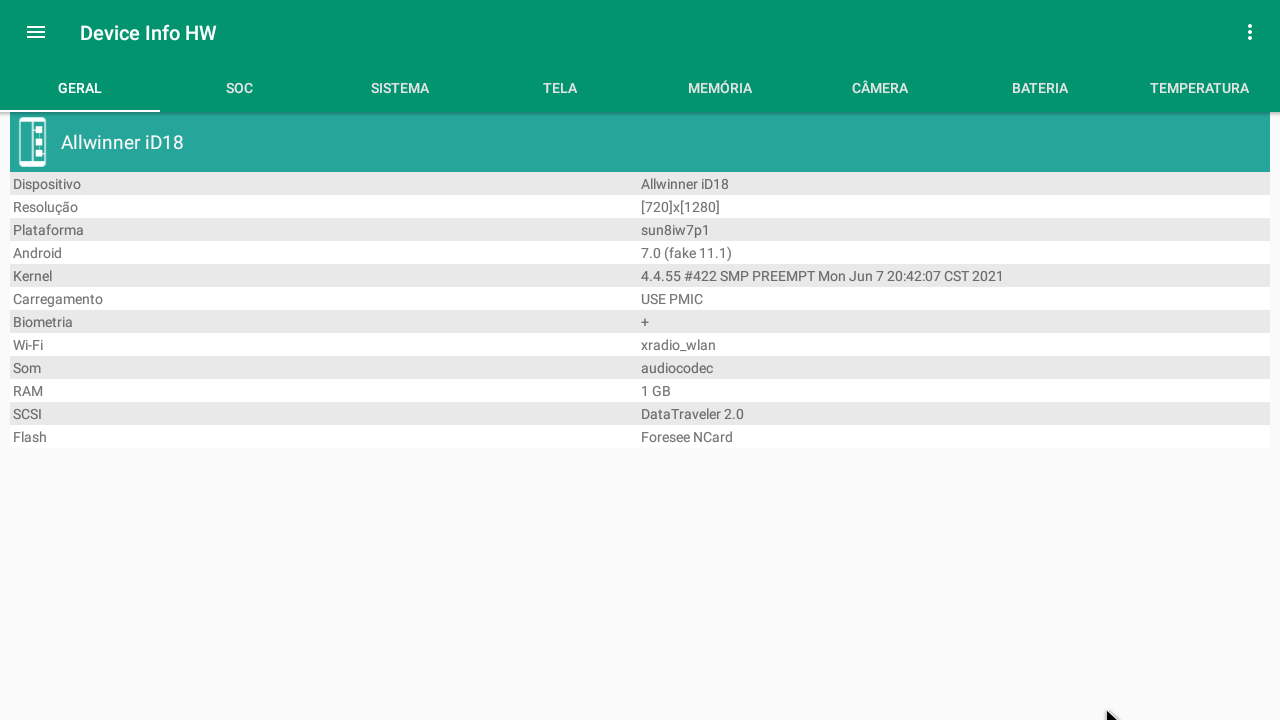 Device Info HW
GERAL SOC SISTEMA TELA MEMÓRIA CÂMERA BATERIA TEMPERATURA
Allwinner iD18
Dispositivo Allwinner iD18
Resolução [720]x[1280]
Plataforma sun8iw7p1
Android 7.0 (fake 11.1)
Kernel 4.4.55 #422 SMP PREEMPT Mon Jun 7 20:42:07 CST 2021
Carregamento USE PMIC
Biometria +
Wi-Fi xradio_wlan
Som audiocodec
RAM 1 GB
SCSI DataTraveler 2.0
Flash Foresee NCard